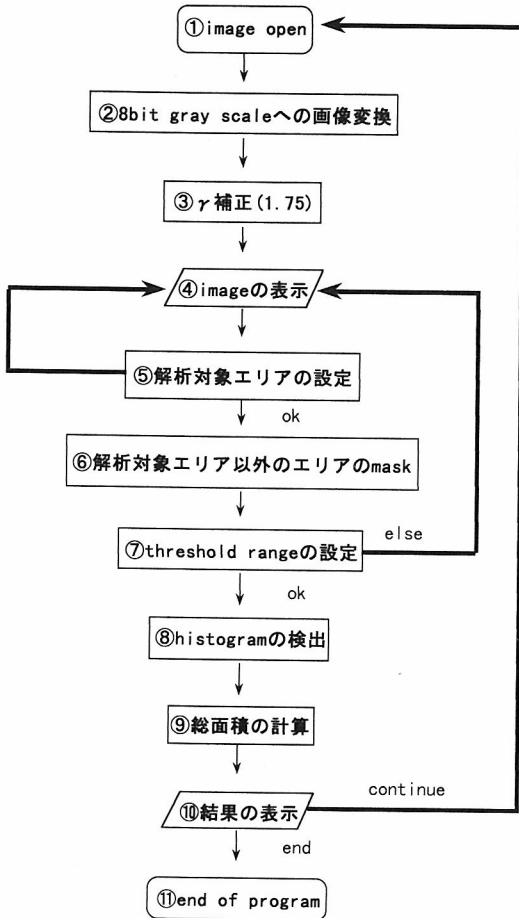 ①image open
②8bit gray scaleへの画像変換
③γ補正(1.75)
④imageの表示
⑤解析対象エリアの設定
ok
⑥解析対象エリア以外のエリアのmask
⑦threshold rangeの設定
else
ok
⑧histogramの検出
⑨総面積の計算
⑩結果の表示
continue
end
⑪end of program